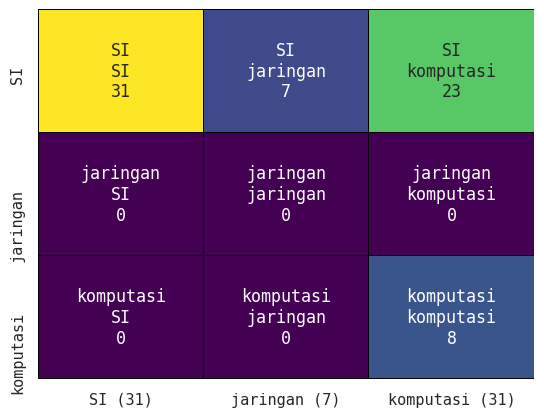 SI
SI
SI
31
SI
jaringan
7
SI
komputasi
23
jaringan
jaringan
SI
0
jaringan
jaringan
0
jaringan
komputasi
0
komputasi
komputasi
SI
0
komputasi
jaringan
0
komputasi
komputasi
8
SI (31)
jaringan (7)
komputasi (31)